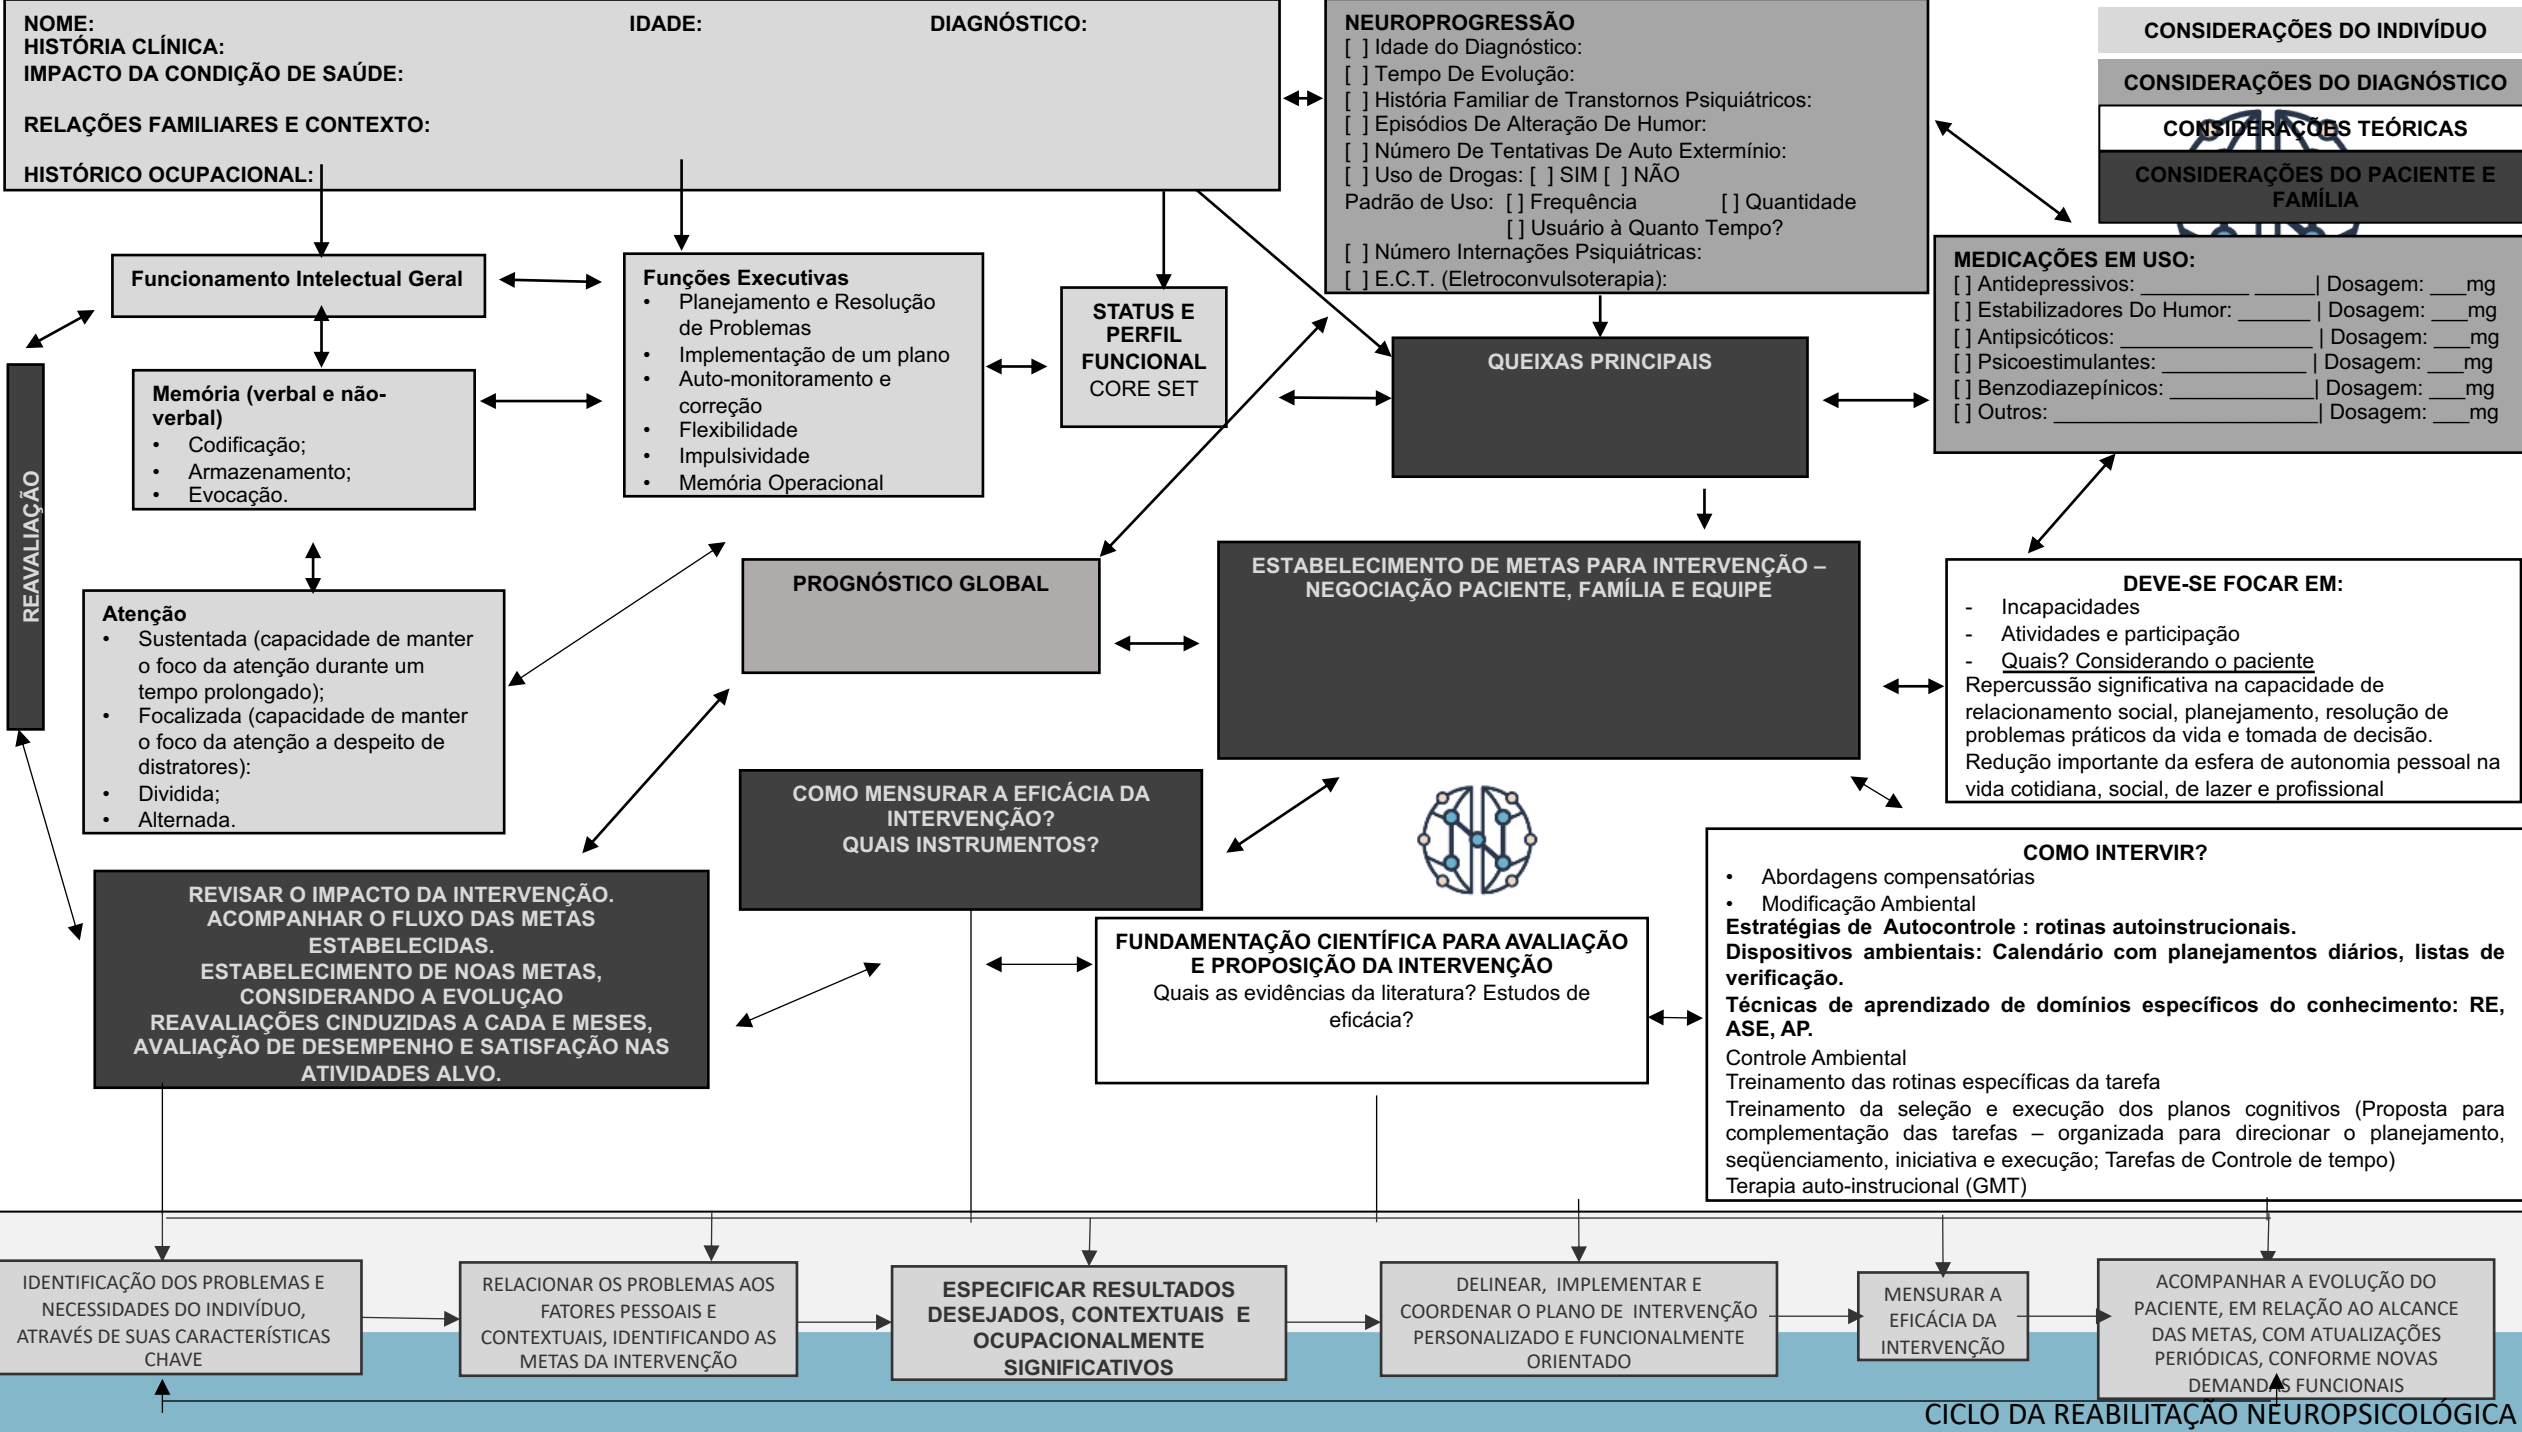 NOME: IDADE: DIAGNÓSTICO:
HISTÓRIA CLÍNICA:
IMPACTO DA CONDIÇÃO DE SAÚDE:
RELAÇÕES FAMILIARES E CONTEXTO:
HISTÓRICO OCUPACIONAL:
NEUROPROGRESSÃO
[ ] Idade do Diagnóstico:
[ ] Tempo De Evolução:
[ ] História Familiar de Transtornos Psiquiátricos:
[ ] Episódios De Alteração De Humor:
[ ] Número De Tentativas De Auto Extermínio:
[ ] Uso de Drogas: [ ] SIM [ ] NÃO
Padrão de Uso: [ ] Frequência [ ] Quantidade
[ ] Usuário à Quanto Tempo?
[ ] Número Internações Psiquiátricas:
[ ] E.C.T. (Eletroconvulsoterapia):
CONSIDERAÇÕES DO INDIVÍDUO
CONSIDERAÇÕES DO DIAGNÓSTICO
CONSIDERAÇÕES TEÓRICAS
CONSIDERAÇÕES DO PACIENTE E
FAMÍLIA
MEDICAÇÕES EM USO:
[ ] Antidepressivos: _________ _____| Dosagem: ___mg
[ ] Estabilizadores Do Humor: ______ | Dosagem: ___mg
[ ] Antipsicóticos: ________________ | Dosagem: ___mg
[ ] Psicoestimulantes: ____________ | Dosagem: ___mg
[ ] Benzodiazepínicos: ____________| Dosagem: ___mg
[ ] Outros: ______________________| Dosagem: ___mg
Funcionamento Intelectual Geral
Funções Executivas
• Planejamento e Resolução
de Problemas
• Implementação de um plano
• Auto-monitoramento e
correção
• Flexibilidade
• Impulsividade
• Memória Operacional
STATUS E
PERFIL
FUNCIONAL
CORE SET
QUEIXAS PRINCIPAIS
REAVALIAÇÃO
Memória (verbal e não-
verbal)
• Codificação;
• Armazenamento;
• Evocação.
Atenção
• Sustentada (capacidade de manter
o foco da atenção durante um
tempo prolongado);
• Focalizada (capacidade de manter
o foco da atenção a despeito de
distratores):
• Dividida;
• Alternada.
PROGNÓSTICO GLOBAL
ESTABELECIMENTO DE METAS PARA INTERVENÇÃO –
NEGOCIAÇÃO PACIENTE, FAMÍLIA E EQUIPE
DEVE-SE FOCAR EM:
- Incapacidades
- Atividades e participação
- Quais? Considerando o paciente
Repercussão significativa na capacidade de
relacionamento social, planejamento, resolução de
problemas práticos da vida e tomada de decisão.
Redução importante da esfera de autonomia pessoal na
vida cotidiana, social, de lazer e profissional
COMO MENSURAR A EFICÁCIA DA
INTERVENÇÃO?
QUAIS INSTRUMENTOS?
REVISAR O IMPACTO DA INTERVENÇÃO.
ACOMPANHAR O FLUXO DAS METAS
ESTABELECIDAS.
ESTABELECIMENTO DE NOAS METAS,
CONSIDERANDO A EVOLUÇAO
REAVALIAÇÕES CINDUZIDAS A CADA E MESES,
AVALIAÇÃO DE DESEMPENHO E SATISFAÇÃO NAS
ATIVIDADES ALVO.
FUNDAMENTAÇÃO CIENTÍFICA PARA AVALIAÇÃO
E PROPOSIÇÃO DA INTERVENÇÃO
Quais as evidências da literatura? Estudos de
eficácia?
COMO INTERVIR?
• Abordagens compensatórias
• Modificação Ambiental
Estratégias de Autocontrole : rotinas autoinstrucionais.
Dispositivos ambientais: Calendário com planejamentos diários, listas de
verificação.
Técnicas de aprendizado de domínios específicos do conhecimento: RE,
ASE, AP.
Controle Ambiental
Treinamento das rotinas específicas da tarefa
Treinamento da seleção e execução dos planos cognitivos (Proposta para
complementação das tarefas – organizada para direcionar o planejamento,
seqüenciamento, iniciativa e execução; Tarefas de Controle de tempo)
Terapia auto-instrucional (GMT)
IDENTIFICAÇÃO DOS PROBLEMAS E
NECESSIDADES DO INDIVÍDUO,
ATRAVÉS DE SUAS CARACTERÍSTICAS
CHAVE
RELACIONAR OS PROBLEMAS AOS
FATORES PESSOAIS E
CONTEXTUAIS, IDENTIFICANDO AS
METAS DA INTERVENÇÃO
ESPECIFICAR RESULTADOS
DESEJADOS, CONTEXTUAIS E
OCUPACIONALMENTE
SIGNIFICATIVOS
DELINEAR, IMPLEMENTAR E
COORDENAR O PLANO DE INTERVENÇÃO
PERSONALIZADO E FUNCIONALMENTE
ORIENTADO
MENSURAR A
EFICÁCIA DA
INTERVENÇÃO
ACOMPANHAR A EVOLUÇÃO DO
PACIENTE, EM RELAÇÃO AO ALCANCE
DAS METAS, COM ATUALIZAÇÕES
PERIÓDICAS, CONFORME NOVAS
DEMANDAS FUNCIONAIS
CICLO DA REABILITAÇÃO NEUROPSICOLÓGICA